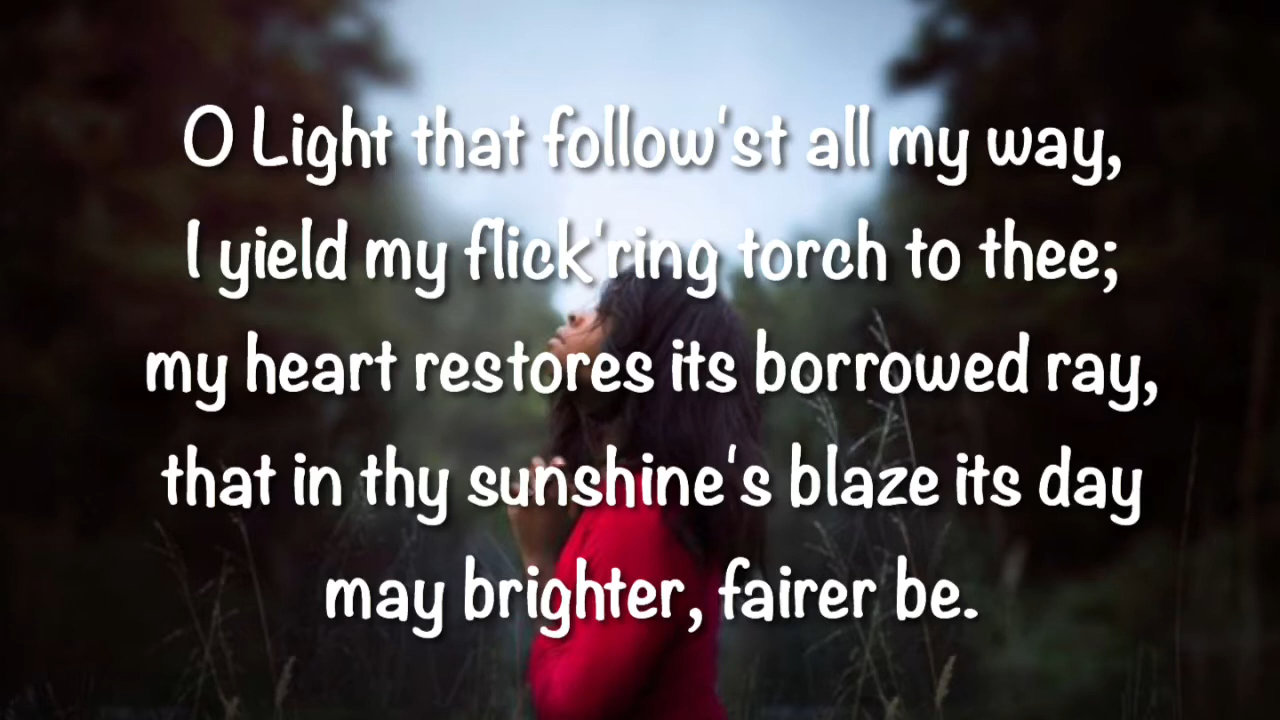 O Light that follow'st all my way,
I yield my flick'ring torch to thee;
my heart restores its borrowed ray,
that in thy sunshine's blaze its day
may brighter, fairer be.